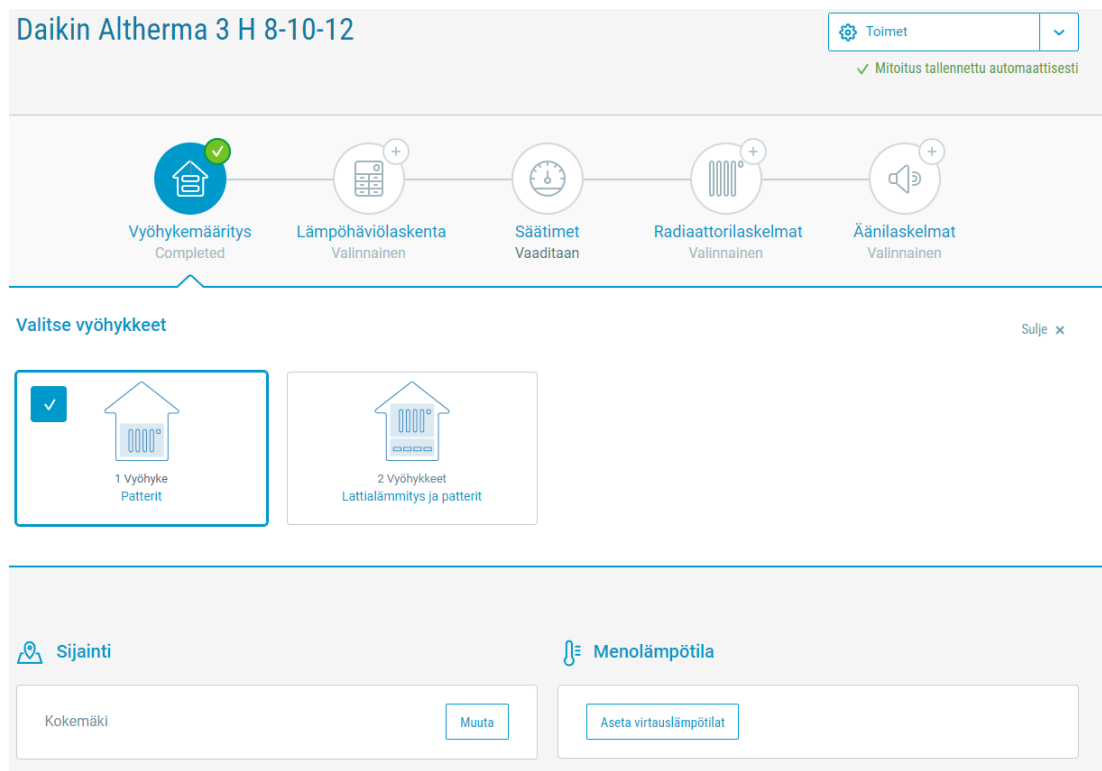 Daikin Altherma 3 H 8-10-12
Toimet
Mitoitus tallennettu automaattisesti
Vyöhykemääritys
Completed
Lämpöhäviölaskenta
Valinnainen
Säätimet
Vaaditaan
Radiaattorilaskelmat
Valinnainen
Äänilaskelmat
Valinnainen
Valitse vyöhykkeet
Sulje ×
1 Vyöhyke
Patterit
2 Vyöhykkeet
Lattialämmitys ja patterit
Sijainti
Kokemäki
Muuta
Menolämpötila
Aseta virtauslämpötilat